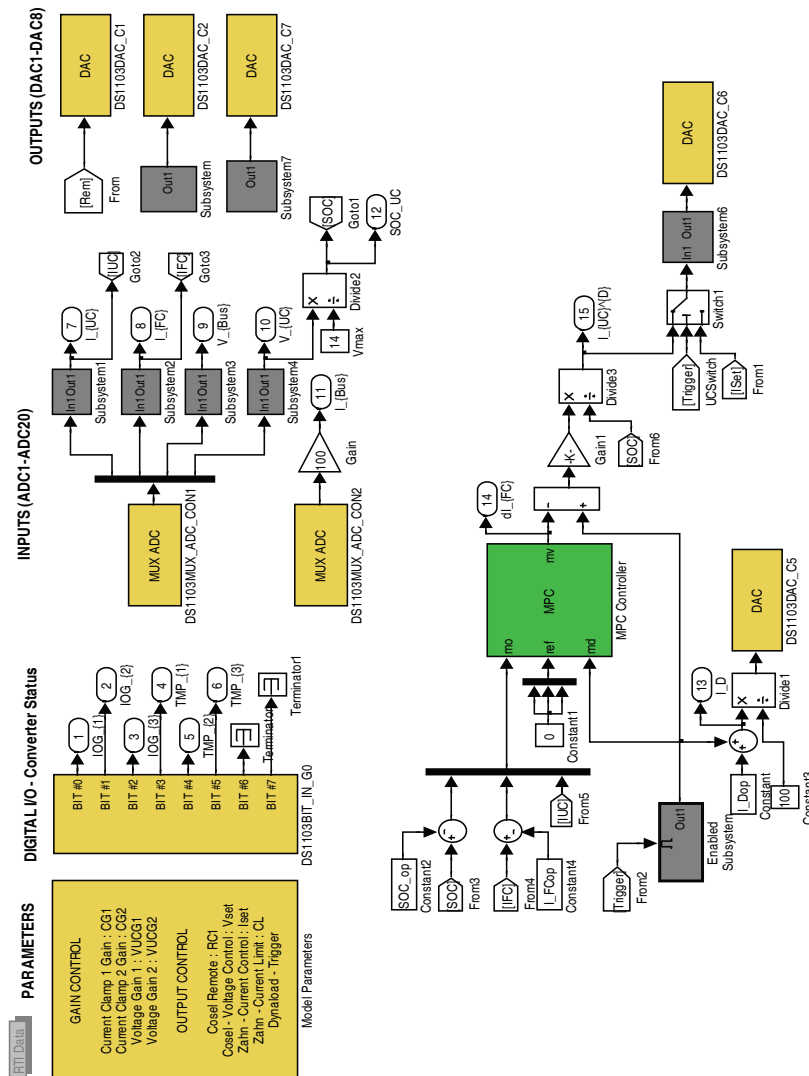 RTI Data
PARAMETERS
GAIN CONTROL
Current Clamp 1 Gain : CG1
Current Clamp 2 Gain : CG2
Voltage Gain 1 : VUCG1
Voltage Gain 2 : VUCG2
OUTPUT CONTROL
Cosel Remote : RC1
Cosel - Voltage Control : Vset
Zahn - Current Control : Iset
Zahn - Current Limit : CL
Dynaload - Trigger
Model Parameters
DIGITAL I/O - Converter Status
BIT #0
BIT #1
BIT #2
BIT #3
BIT #4
BIT #5
BIT #6
BIT #7
DS1103BIT_IN_G0
1
IOG_{1}
2
IOG_{2}
3
IOG_{3}
4
TMP_{1}
5
TMP_{2}
6
TMP_{3}
Terminator
Terminator1
INPUTS (ADC1-ADC20)
MUX ADC
DS1103MUX_ADC_CON1
MUX ADC
DS1103MUX_ADC_CON2
In1 Out1
Subsystem1
In1 Out1
Subsystem2
In1 Out1
Subsystem3
In1 Out1
Subsystem4
7
I_{UC}
8
I_{FC}
9
V_{Bus}
10
V_{UC}
[IUC]
Goto2
[IFC]
Goto3
100
Gain
11
I_{Bus}
14
Vmax
×
÷
Divide2
[SOC]
Goto1
12
SOC_UC
OUTPUTS (DAC1-DAC8)
[Rem]
From
DAC
DS1103DAC_C1
Out1
Subsystem
DAC
DS1103DAC_C2
Out1
Subsystem7
DAC
DS1103DAC_C7
SOC_op
Constant2
[SOC]
From3
[IFC]
From4
I_FCop
Constant4
[IUC]
From5
0
Constant1
mo
ref
md
MPC
mv
MPC Controller
14
dI_{FC}
-
+
-K-
Gain1
[SOC]
From6
×
÷
Divide3
15
I_{UC}^{D}
[Trigger]
UCSwitch
[ISet]
From1
Switch1
In1 Out1
Subsystem6
DAC
DS1103DAC_C6
[Trigger]
From2
Out1
Enabled
Subsystem
I_Dop
Constant
100
Constant3
13
I_D
×
÷
Divide1
DAC
DS1103DAC_C5